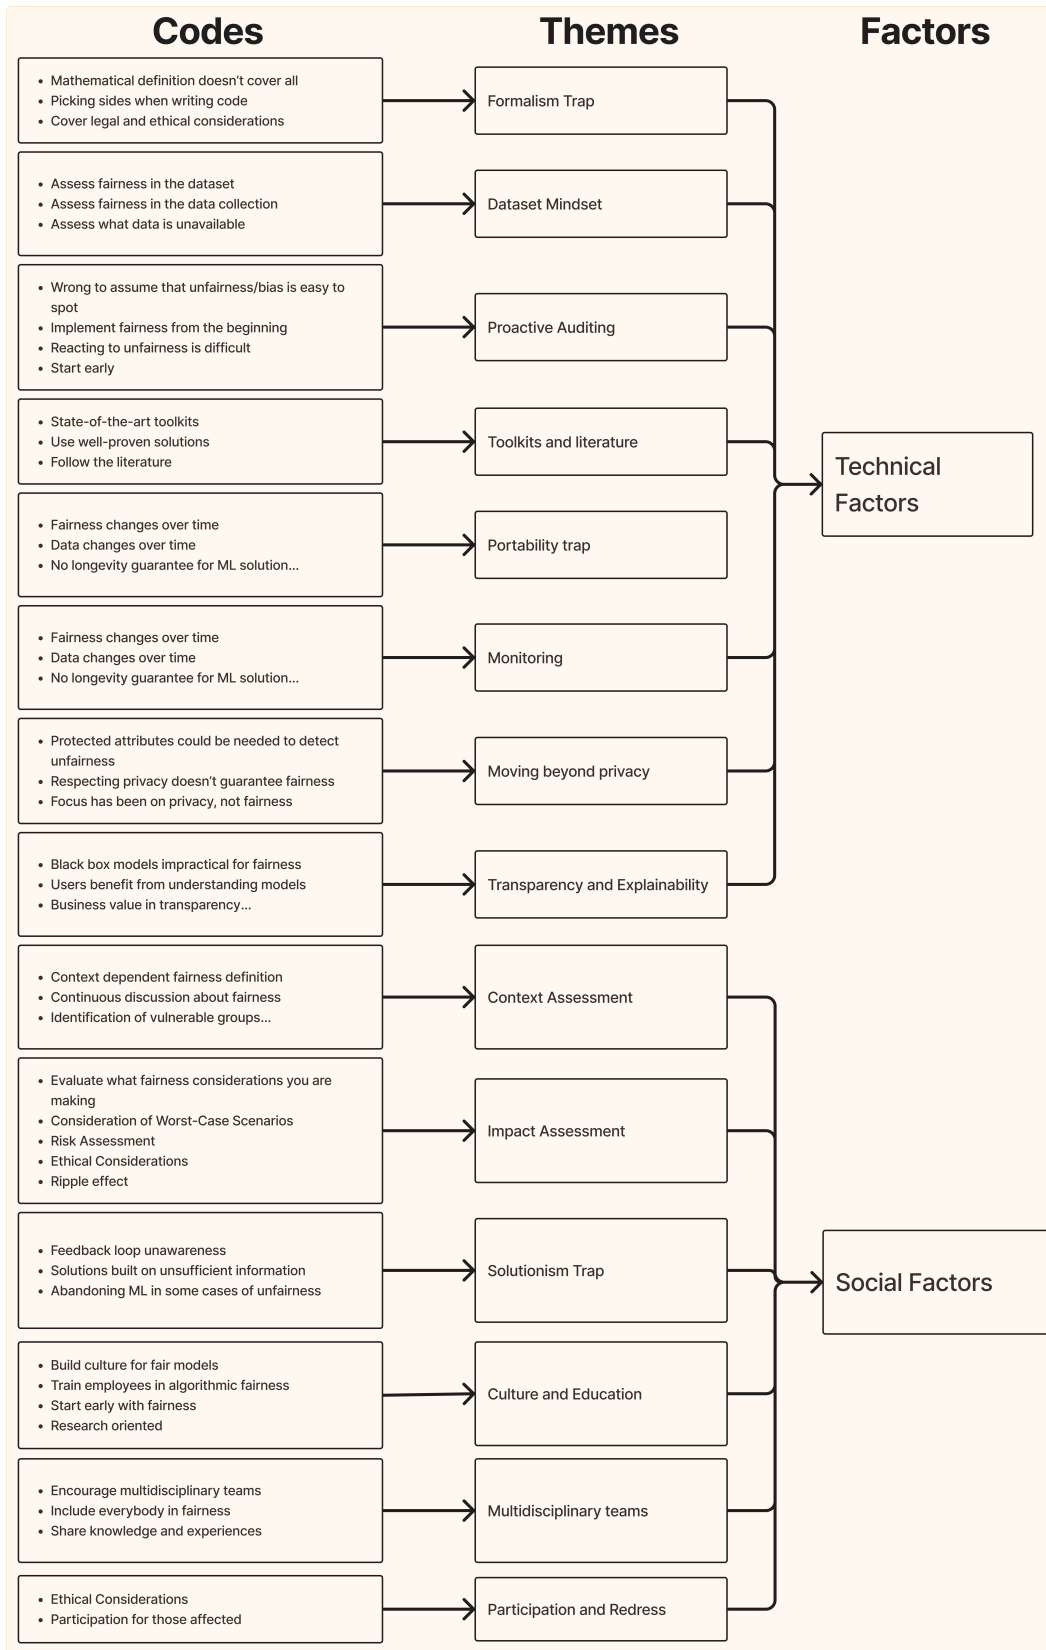 Codes
Themes
Factors
• Mathematical definition doesn't cover all
• Picking sides when writing code
• Cover legal and ethical considerations
Formalism Trap
• Assess fairness in the dataset
• Assess fairness in the data collection
• Assess what data is unavailable
Dataset Mindset
• Wrong to assume that unfairness/bias is easy to
spot
• Implement fairness from the beginning
• Reacting to unfairness is difficult
• Start early
Proactive Auditing
• State-of-the-art toolkits
• Use well-proven solutions
• Follow the literature
Toolkits and literature
Technical
Factors
• Fairness changes over time
• Data changes over time
• No longevity guarantee for ML solution...
Portability trap
• Fairness changes over time
• Data changes over time
• No longevity guarantee for ML solution...
Monitoring
• Protected attributes could be needed to detect
unfairness
• Respecting privacy doesn't guarantee fairness
• Focus has been on privacy, not fairness
Moving beyond privacy
• Black box models impractical for fairness
• Users benefit from understanding models
• Business value in transparency...
Transparency and Explainability
• Context dependent fairness definition
• Continuous discussion about fairness
• Identification of vulnerable groups...
Context Assessment
• Evaluate what fairness considerations you are
making
• Consideration of Worst-Case Scenarios
• Risk Assessment
• Ethical Considerations
• Ripple effect
Impact Assessment
• Feedback loop unawareness
• Solutions built on unsufficient information
• Abandoning ML in some cases of unfairness
Solutionism Trap
Social Factors
• Build culture for fair models
• Train employees in algorithmic fairness
• Start early with fairness
• Research oriented
Culture and Education
• Encourage multidisciplinary teams
• Include everybody in fairness
• Share knowledge and experiences
Multidisciplinary teams
• Ethical Considerations
• Participation for those affected
Participation and Redress